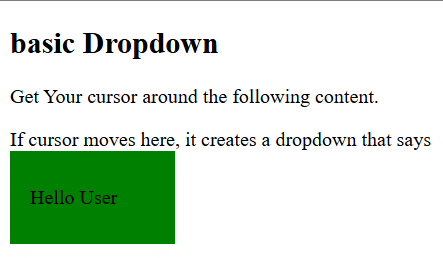 basic Dropdown
Get Your cursor around the following content.
If cursor moves here, it creates a dropdown that says
Hello User